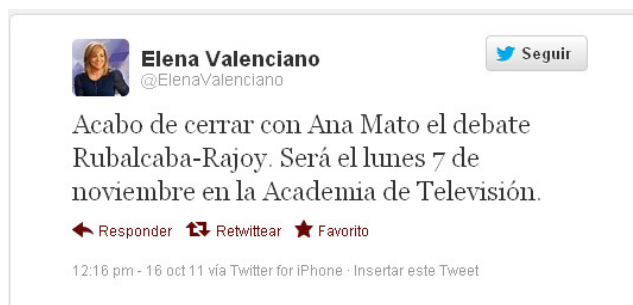 Elena Valenciano
@ElenaValenciano
Seguir
Acabo de cerrar con Ana Mato el debate
Rubalcaba-Rajoy. Será el lunes 7 de
noviembre en la Academia de Televisión.
Responder Retwittear Favorito
12:16 pm - 16 oct 11 vía Twitter for iPhone · Insertar este Tweet